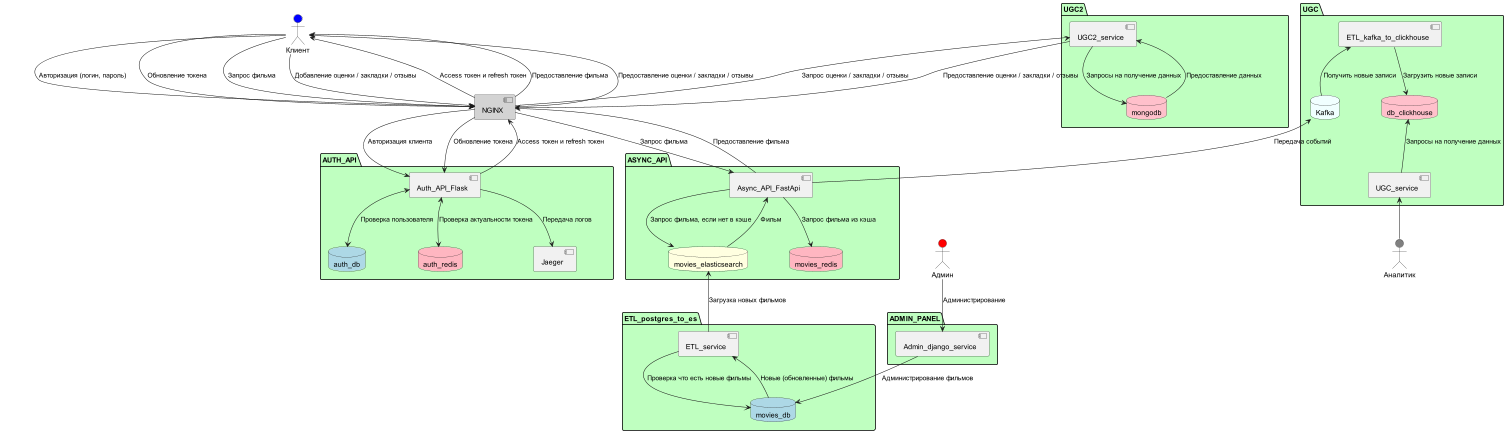 UGC2
UGC
Клиент
UGC2_service
ETL_kafka_to_clickhouse
Авторизация (логин, пароль)
Обновление токена
Запрос фильма
Добавление оценки / закладки / отзывы
Access token и refresh token
Предоставление фильма
Предоставление оценки / закладки / отзывы
Запрос оценки / закладки / отзывы
Предоставление оценки / закладки / отзывы
Запросы на получение данных
Предоставление данных
Получить новые записи
Загрузить новые записи
NGINX
mongodb
Kafka
db_clickhouse
Авторизация клиента
Обновление токена
Access token и refresh token
Запрос фильма
Предоставление фильма
Передача событий
Запросы на получение данных
AUTH_API
ASYNC_API
Auth_API_Flask
Async_API_FastApi
UGC_service
Проверка пользователя
Проверка актуальности токена
Передача логов
Запрос фильма, если нет в кэше
Фильм
Запрос фильма из кэша
auth_db
auth_redis
Jaeger
movies_elasticsearch
movies_redis
Админ
Аналитик
Загрузка новых фильмов
Администрирование
ETL_postgres_to_es
ADMIN_PANEL
ETL_service
Admin_django_service
Проверка что есть новые фильмы
Новые (обновленные) фильмы
Администрирование фильмов
movies_db